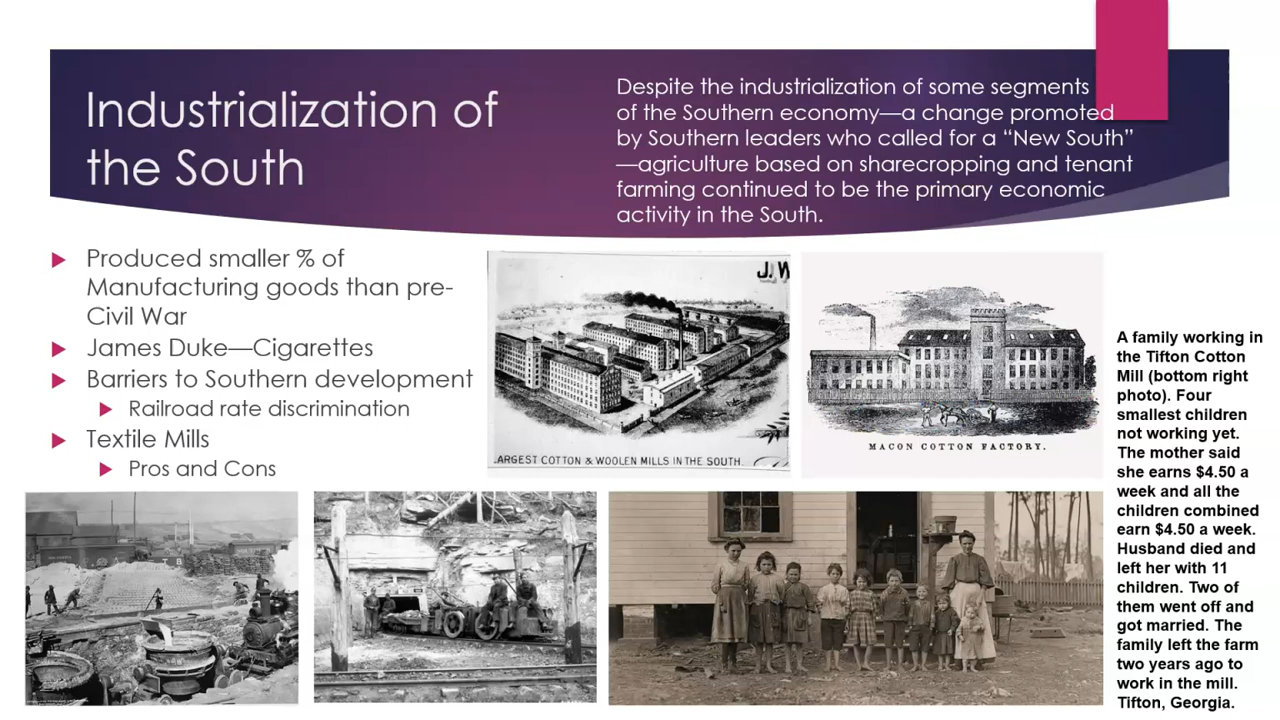 Industrialization of
the South
Despite the industrialization of some segments
of the Southern economy—a change promoted
by Southern leaders who called for a “New South”
—agriculture based on sharecropping and tenant
farming continued to be the primary economic
activity in the South.
Produced smaller % of
Manufacturing goods than pre-
Civil War
James Duke—Cigarettes
Barriers to Southern development
Railroad rate discrimination
Textile Mills
Pros and Cons
J. W
ARGEST COTTON & WOOLEN MILLS IN THE SOUTH.
MACON COTTON FACTORY.
A family working in
the Tifton Cotton
Mill (bottom right
photo). Four
smallest children
not working yet.
The mother said
she earns $4.50 a
week and all the
children combined
earn $4.50 a week.
Husband died and
left her with 11
children. Two of
them went off and
got married. The
family left the farm
two years ago to
work in the mill.
Tifton, Georgia.